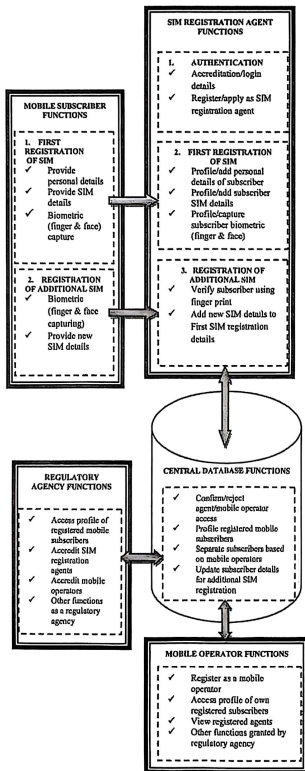 SIM REGISTRATION AGENT
FUNCTIONS
1. AUTHENTICATION
✓ Accreditation/login
details
✓ Register/apply as SIM
registration agent
2. FIRST REGISTRATION
OF SIM
✓ Profile/add personal
details of subscriber
✓ Profile/add subscriber
SIM details
✓ Profile/capture
subscriber biometric
(finger & face)
3. REGISTRATION OF
ADDITIONAL SIM
✓ Verify subscriber using
finger print
✓ Add new SIM details to
First SIM registration
details
MOBILE SUBSCRIBER
FUNCTIONS
1. FIRST
REGISTRATION
OF SIM
✓ Provide
personal details
✓ Provide SIM
details
✓ Biometric
(finger & face)
capture
2. REGISTRATION
OF ADDITIONAL SIM
✓ Biometric
(finger & face
capturing)
✓ Provide new
SIM details
CENTRAL DATABASE FUNCTIONS
✓ Confirm/reject
agent/mobile operator
access
✓ Profile registered mobile
subscribers
✓ Separate subscribers based
on mobile operators
✓ Update subscriber details
for additional SIM
registration
REGULATORY
AGENCY FUNCTIONS
✓ Access profile of
registered mobile
subscribers
✓ Accredit SIM
registration
agents
✓ Accredit mobile
operators
✓ Other functions
as a regulatory
agency
MOBILE OPERATOR FUNCTIONS
✓ Register as a mobile
operator
✓ Access profile of own
registered subscribers
✓ View registered agents
✓ Other functions granted by
regulatory agency